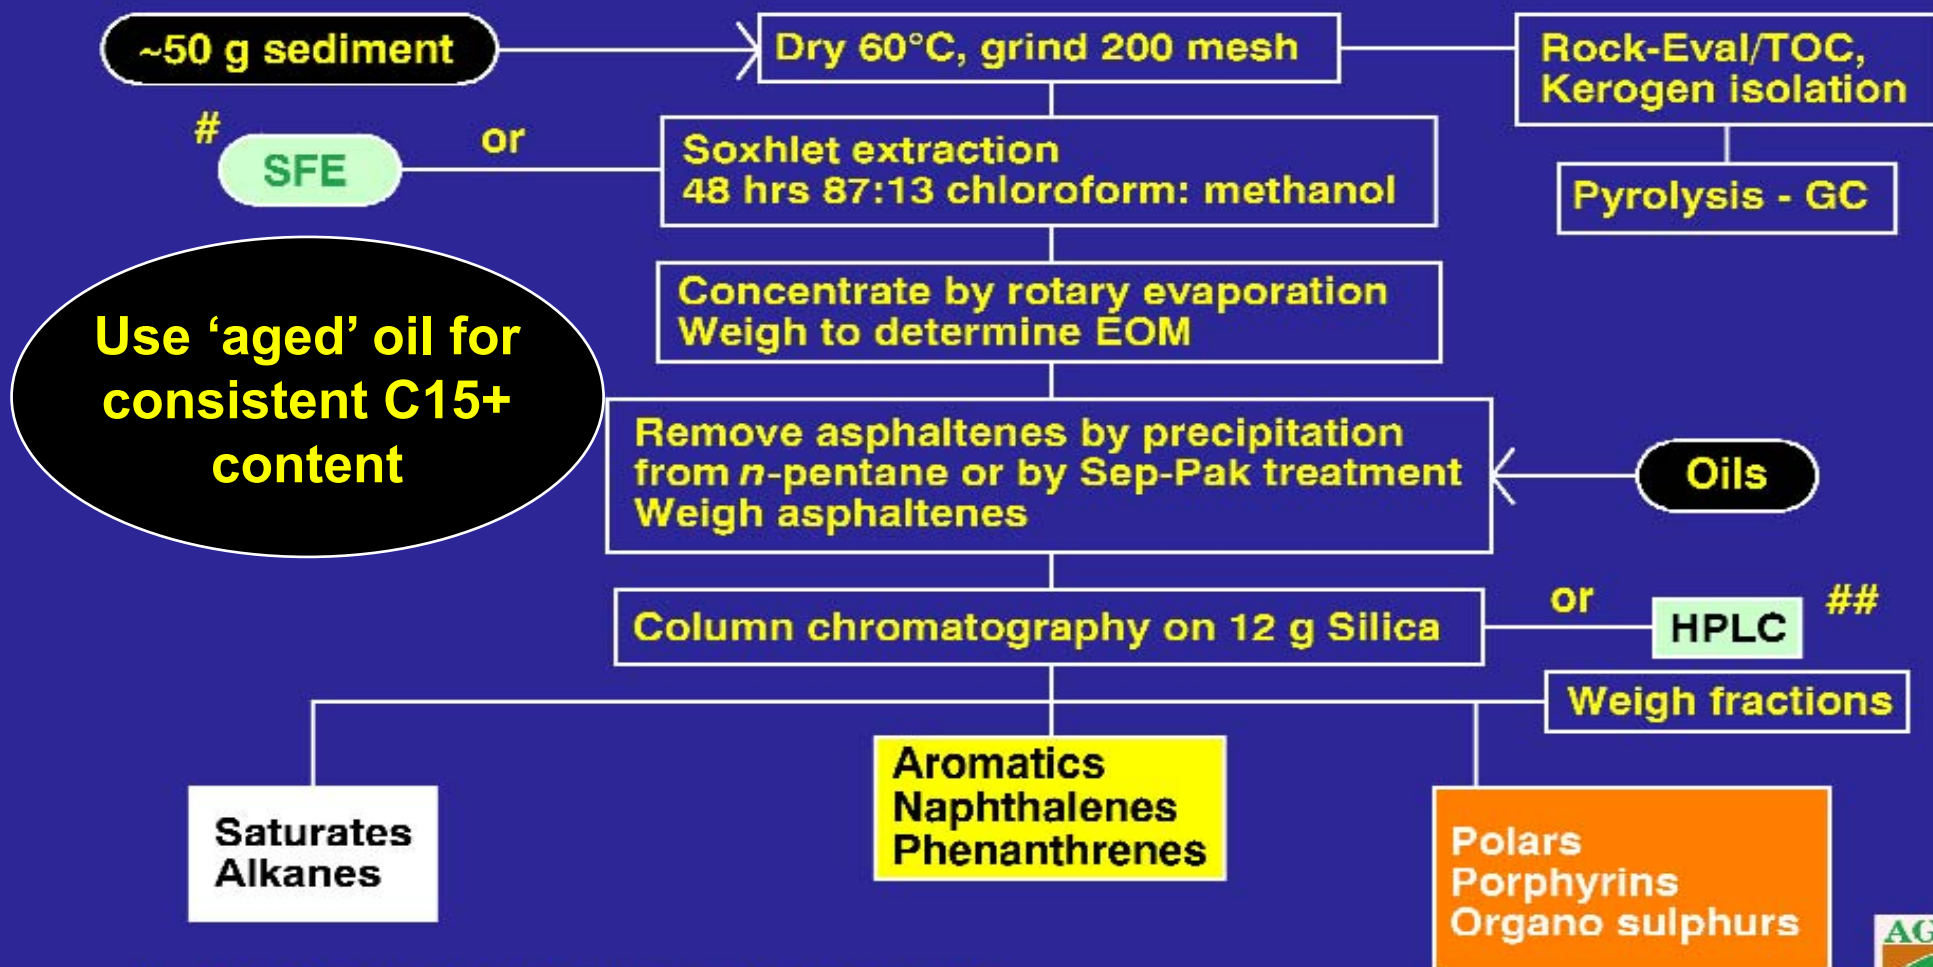 ~50 g sediment
Dry 60°C, grind 200 mesh
Rock-Eval/TOC,
Kerogen isolation
#
SFE
or
Soxhlet extraction
48 hrs 87:13 chloroform: methanol
Pyrolysis - GC
Concentrate by rotary evaporation
Weigh to determine EOM
Use ‘aged’ oil for
consistent C15+
content
Remove asphaltenes by precipitation
from n-pentane or by Sep-Pak treatment
Weigh asphaltenes
Oils
Column chromatography on 12 g Silica
or
HPLC
##
Weigh fractions
Saturates
Alkanes
Aromatics
Naphthalenes
Phenanthrenes
Polars
Porphyrins
Organo sulphurs